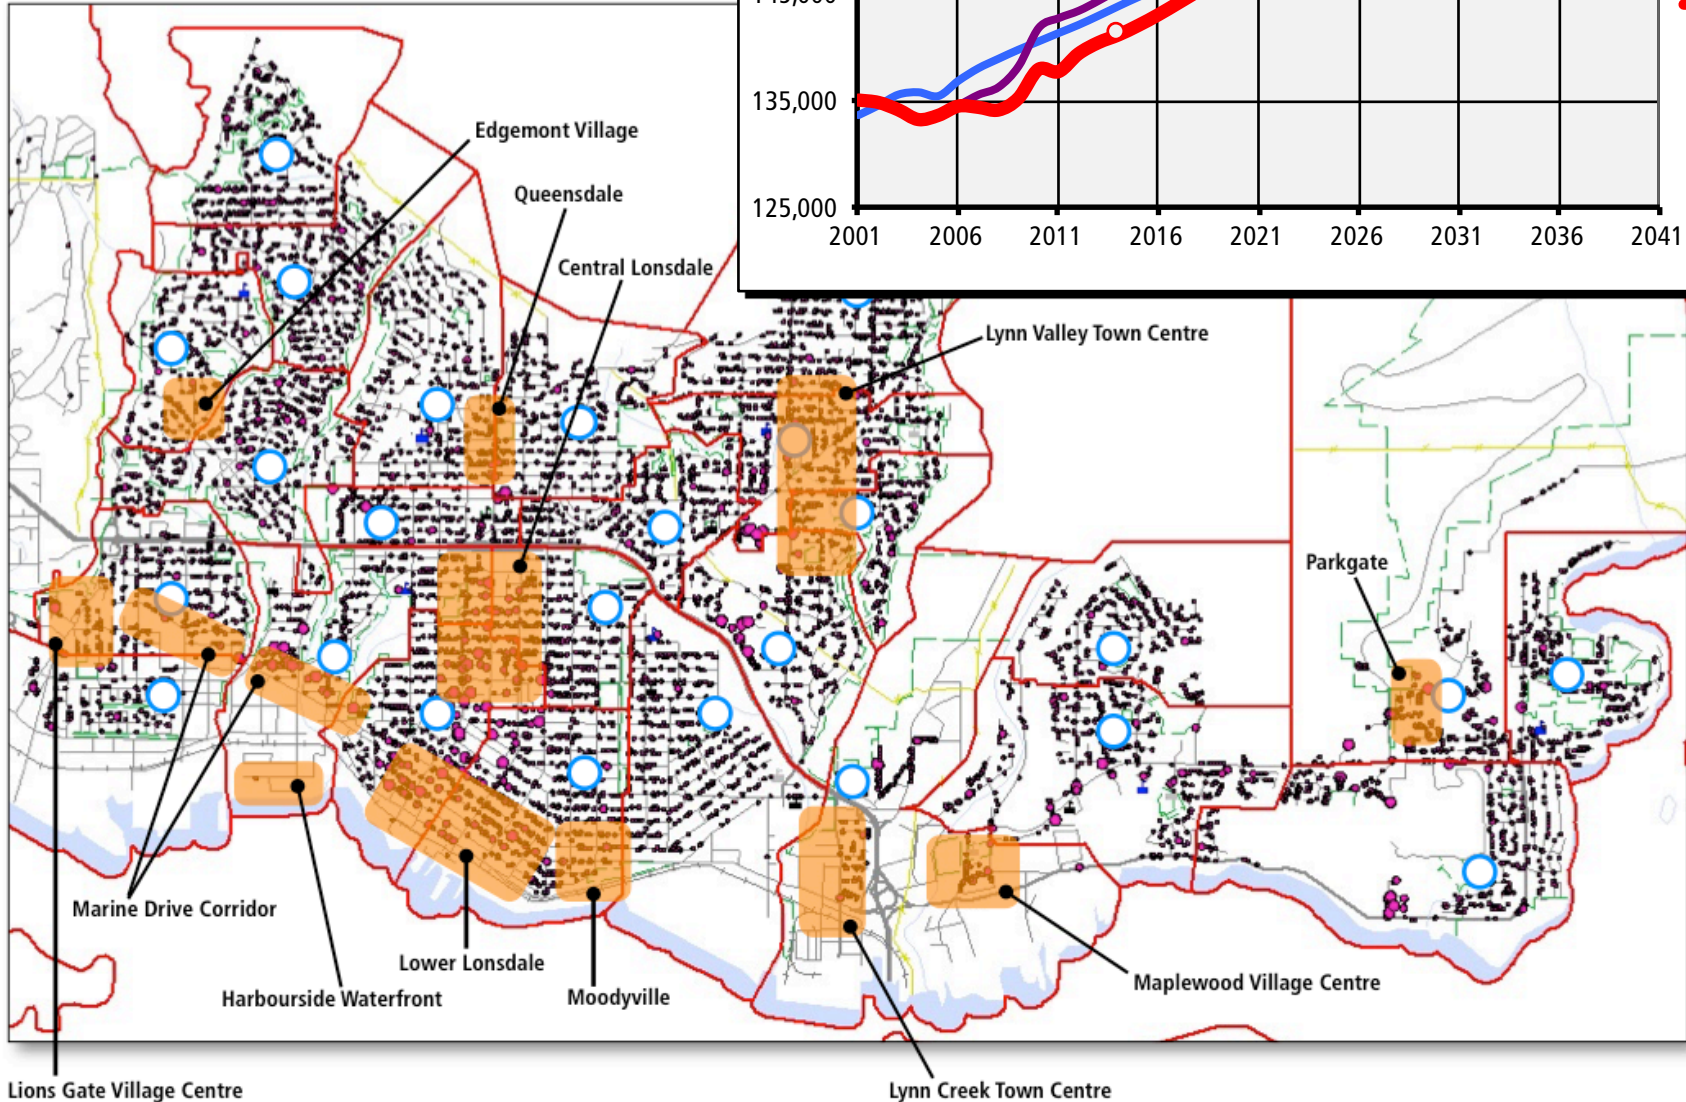 135,000
125,000
2001 2006 2011 2016 2021 2026 2031 2036 2041
Edgemont Village
Queensdale
Central Lonsdale
Lynn Valley Town Centre
Parkgate
Marine Drive Corridor
Lower Lonsdale
Harbourside Waterfront
Moodyville
Maplewood Village Centre
Lions Gate Village Centre
Lynn Creek Town Centre